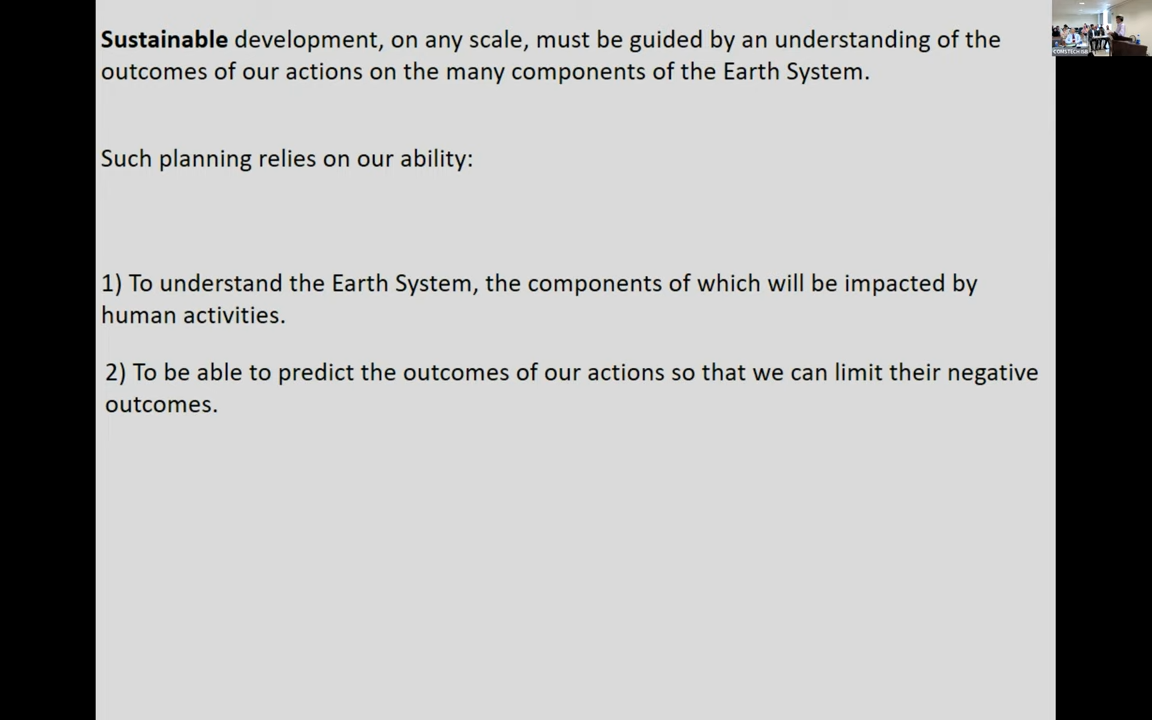 Sustainable development, on any scale, must be guided by an understanding of the
outcomes of our actions on the many components of the Earth System.
Such planning relies on our ability:
1) To understand the Earth System, the components of which will be impacted by
human activities.
2) To be able to predict the outcomes of our actions so that we can limit their negative
outcomes.
COMSTECH ISB